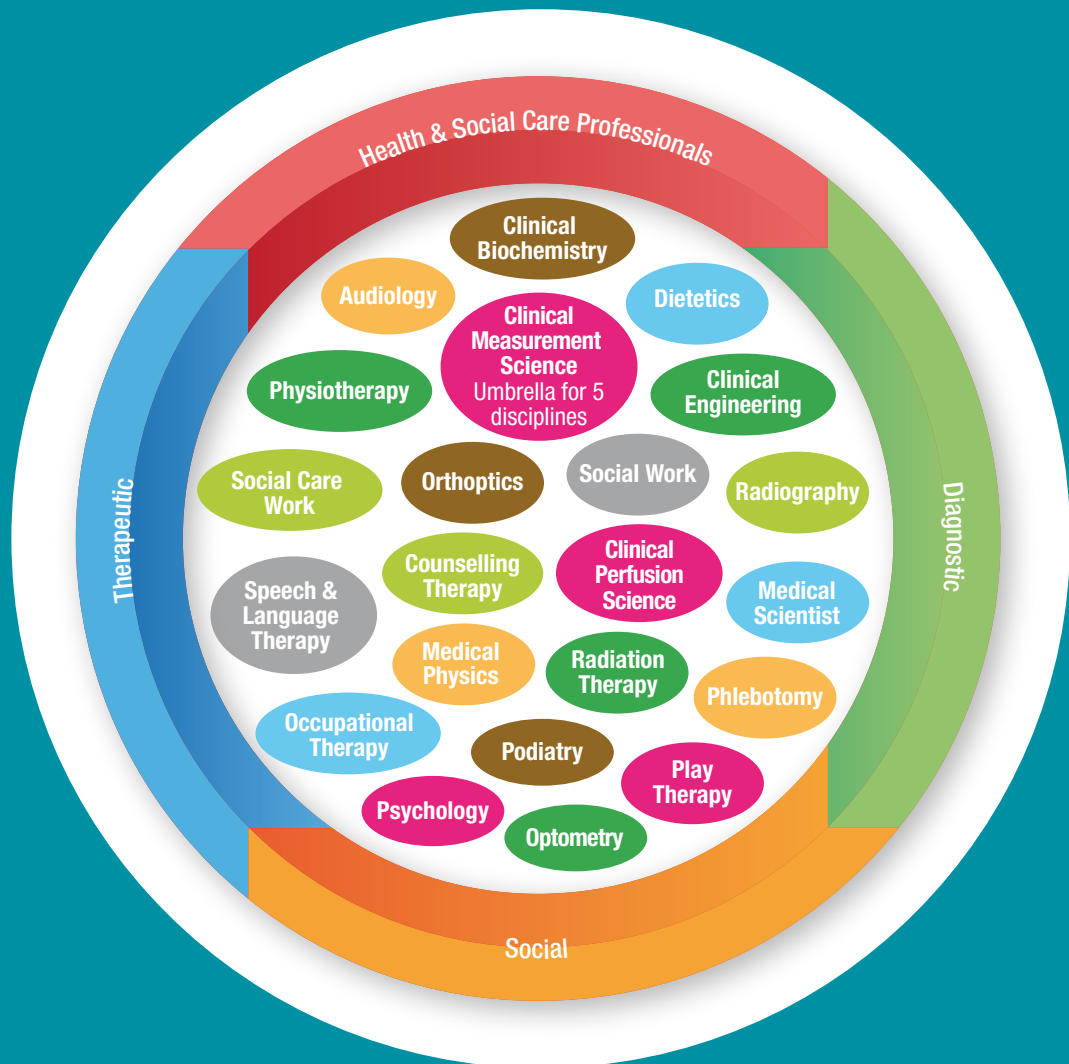 Health & Social Care Professionals
Clinical
Biochemistry
Audiology
Dietetics
Clinical
Measurement
Science
Umbrella for 5
disciplines
Physiotherapy
Clinical
Engineering
Social Care
Work
Orthoptics
Social Work
Radiography
Therapeutic
Diagnostic
Counselling
Therapy
Clinical
Perfusion
Science
Speech &
Language
Therapy
Medical
Scientist
Medical
Physics
Radiation
Therapy
Phlebotomy
Occupational
Therapy
Podiatry
Play
Therapy
Psychology
Optometry
Social